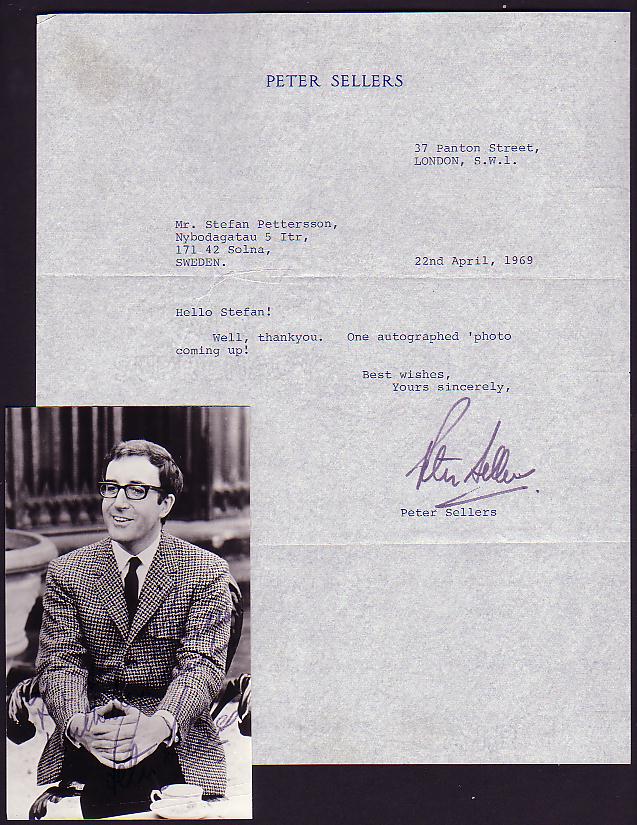 PETER SELLERS
37 Panton Street,
LONDON, S.W.1.
Mr. Stefan Pettersson,
Nybodagatau 5 Itr,
171 42 Solna,
SWEDEN.
22nd April, 1969
Hello Stefan!
Well, thankyou. One autographed 'photo
coming up!
Best wishes,
Yours sincerely,
Peter Sellers
Peter Sellers